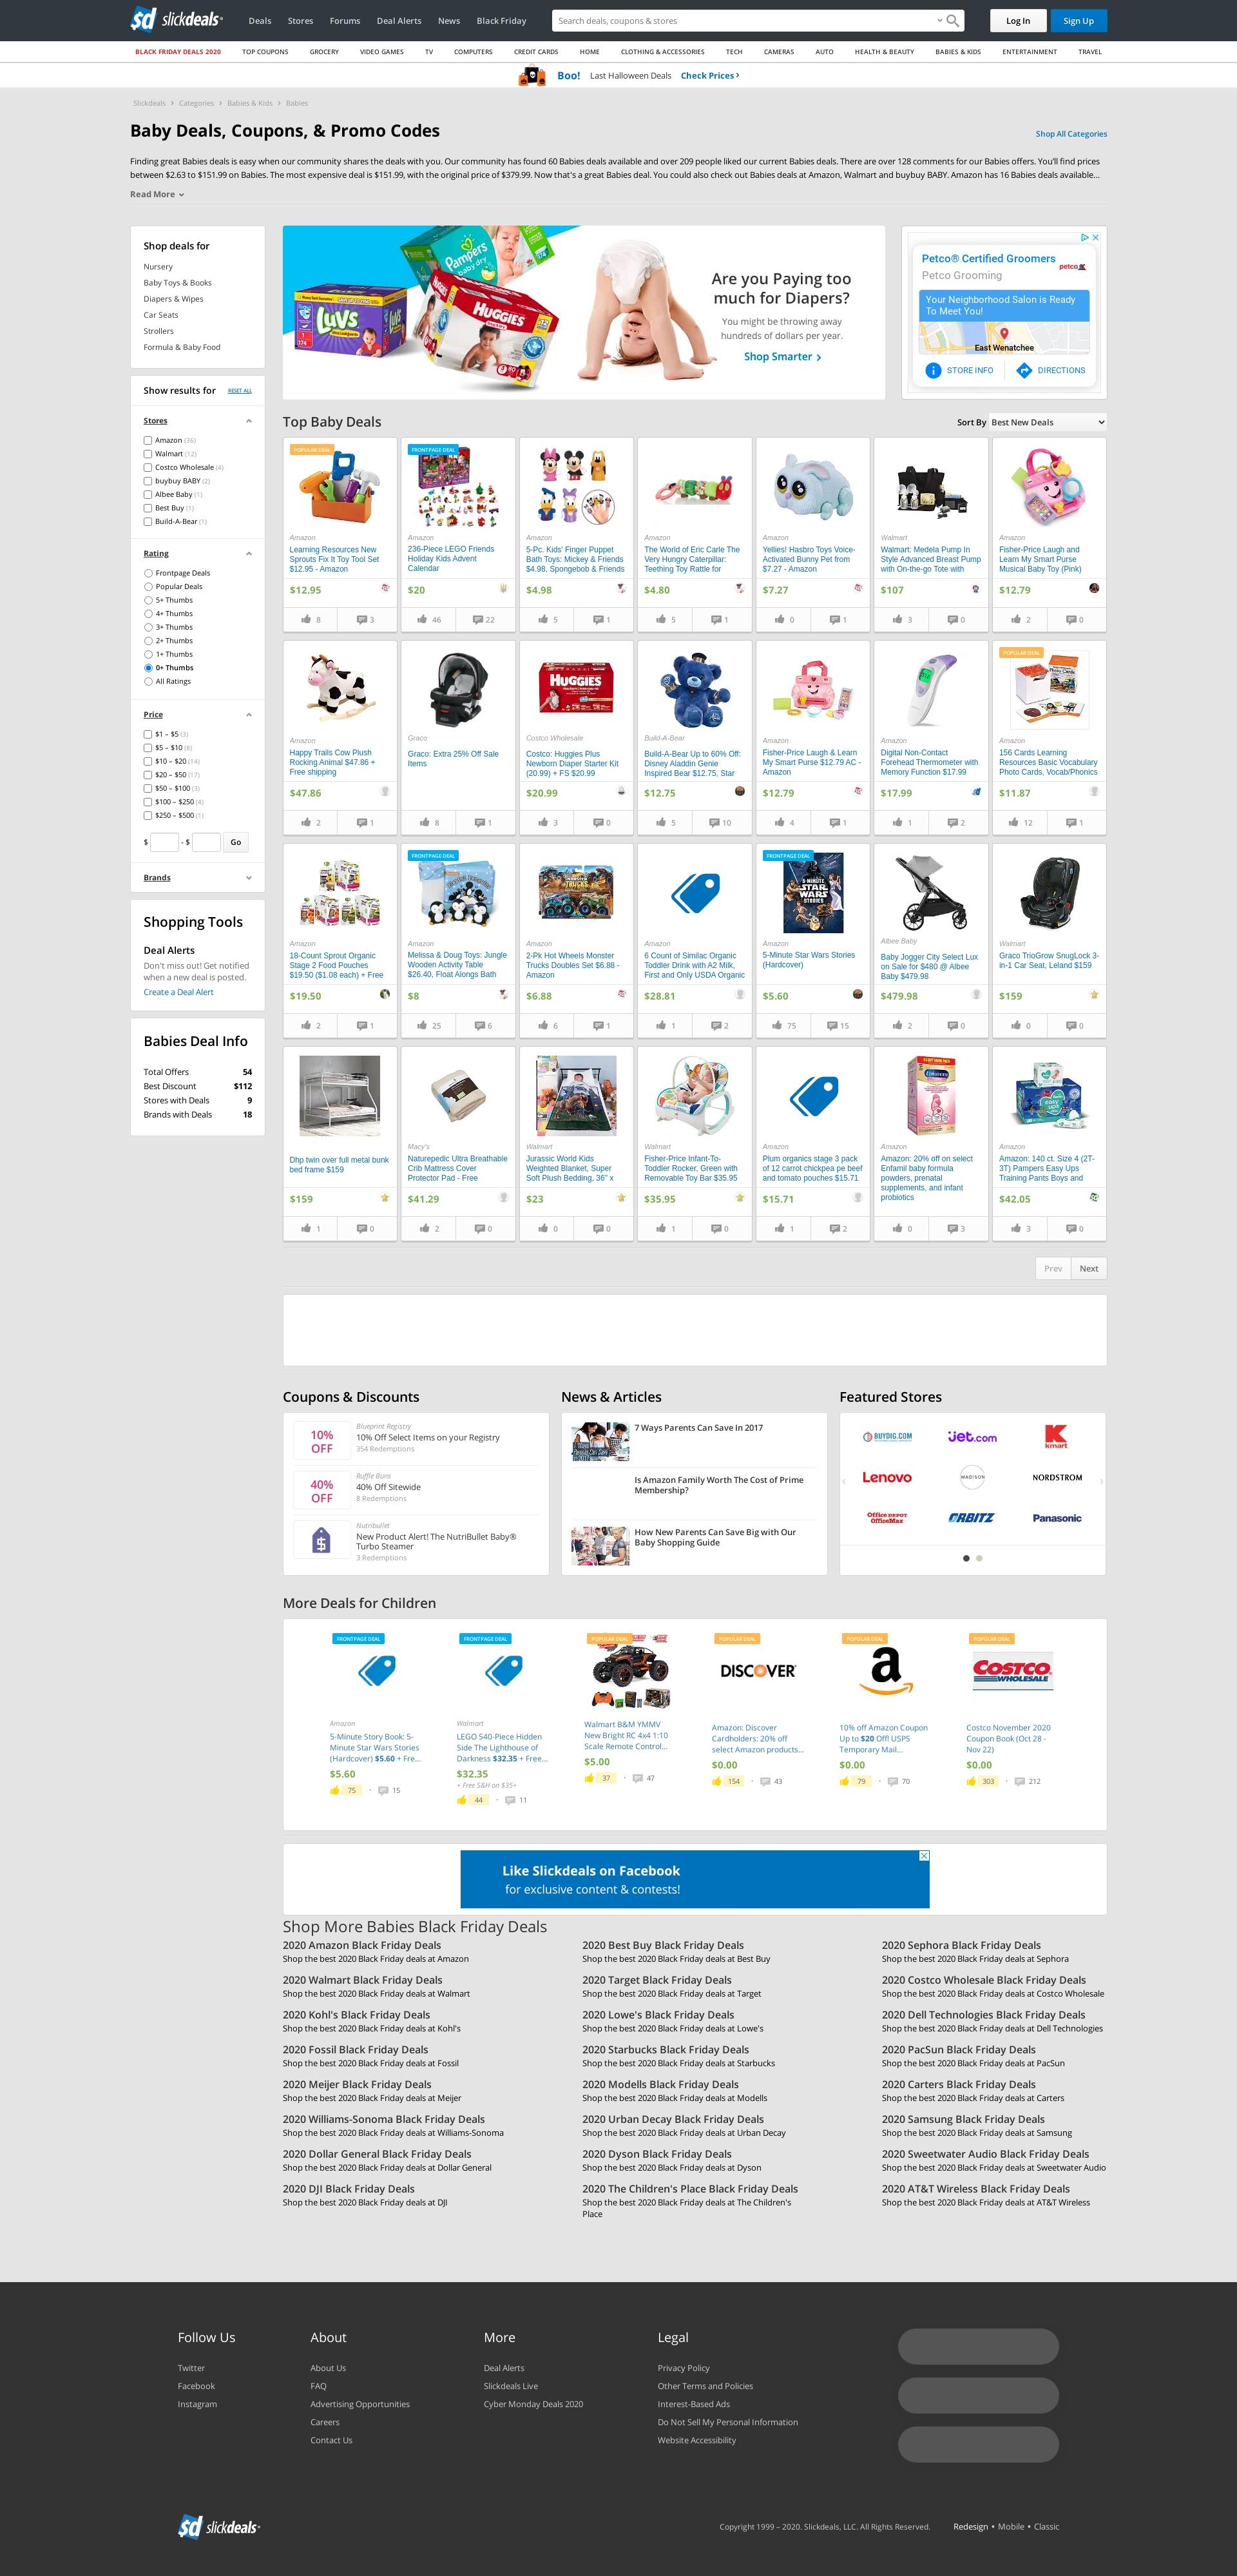 slickdeals
Deals
Stores
Forums
Deal Alerts
News
Black Friday
Search deals, coupons & stores
Log In
Sign Up
BLACK FRIDAY DEALS 2020
TOP COUPONS
GROCERY
VIDEO GAMES
TV
COMPUTERS
CREDIT CARDS
HOME
CLOTHING & ACCESSORIES
TECH
CAMERAS
AUTO
HEALTH & BEAUTY
BABIES & KIDS
ENTERTAINMENT
TRAVEL
Boo! Last Halloween Deals Check Prices ›
Slickdeals › Categories › Babies & Kids › Babies
Baby Deals, Coupons, & Promo Codes
Shop All Categories
Finding great Babies deals is easy when our community shares the deals with you. Our community has found 60 Babies deals available and over 209 people liked our current Babies deals. There are over 128 comments for our Babies offers. You'll find prices
between $2.63 to $151.99 on Babies. The most expensive deal is $151.99, with the original price of $379.99. Now that's a great Babies deal. You could also check out Babies deals at Amazon, Walmart and buybuy BABY. Amazon has 16 Babies deals available...
Read More
Shop deals for
Nursery
Baby Toys & Books
Diapers & Wipes
Car Seats
Strollers
Formula & Baby Food
Show results for
RESET ALL
Stores
Amazon (36)
Walmart (12)
Costco Wholesale (4)
buybuy BABY (2)
Albee Baby (1)
Best Buy (1)
Build-A-Bear (1)
Rating
Frontpage Deals
Popular Deals
5+ Thumbs
4+ Thumbs
3+ Thumbs
2+ Thumbs
1+ Thumbs
0+ Thumbs
All Ratings
Price
$1 – $5 (3)
$5 – $10 (8)
$10 – $20 (14)
$20 – $50 (17)
$50 – $100 (3)
$100 – $250 (4)
$250 – $500 (1)
$ - $ Go
Brands
Shopping Tools
Deal Alerts
Don't miss out! Get notified
when a new deal is posted.
Create a Deal Alert
Babies Deal Info
Total Offers 54
Best Discount $112
Stores with Deals 9
Brands with Deals 18
Luvs
Pampers
baby dry
HUGGIES
Are you Paying too
much for Diapers?
You might be throwing away
hundreds of dollar per year.
Shop Smarter ›
Petco® Certified Groomers
Petco Grooming
petco
Your Neighborhood Salon is Ready
To Meet You!
East Wenatchee
STORE INFO
DIRECTIONS
Top Baby Deals
Sort By Best New Deals
POPULAR DEAL
Amazon
Learning Resources New
Sprouts Fix It Toy Tool Set
$12.95 - Amazon
$12.95
8 3
FRONTPAGE DEAL
Amazon
236-Piece LEGO Friends
Holiday Kids Advent
Calendar
$20
46 22
Amazon
5-Pc. Kids' Finger Puppet
Bath Toys: Mickey & Friends
$4.98, Spongebob & Friends
$4.98
5 1
Amazon
The World of Eric Carle The
Very Hungry Caterpillar:
Teething Toy Rattle for
$4.80
5 1
Amazon
Yellies! Hasbro Toys Voice-
Activated Bunny Pet from
$7.27 - Amazon
$7.27
0 1
Walmart
Walmart: Medela Pump In
Style Advanced Breast Pump
with On-the-go Tote with
$107
3 0
Amazon
Fisher-Price Laugh and
Learn My Smart Purse
Musical Baby Toy (Pink)
$12.79
2 0
Amazon
Happy Trails Cow Plush
Rocking Animal $47.86 +
Free shipping
$47.86
2 1
Graco
Graco: Extra 25% Off Sale
Items
8 1
HUGGIES
Costco Wholesale
Costco: Huggies Plus
Newborn Diaper Starter Kit
(20.99) + FS $20.99
$20.99
3 0
Build-A-Bear
Build-A-Bear Up to 60% Off:
Disney Aladdin Genie
Inspired Bear $12.75, Star
$12.75
5 10
Amazon
Fisher-Price Laugh & Learn
My Smart Purse $12.79 AC -
Amazon
$12.79
4 1
Amazon
Digital Non-Contact
Forehead Thermometer with
Memory Function $17.99
$17.99
1 2
POPULAR DEAL
Amazon
156 Cards Learning
Resources Basic Vocabulary
Photo Cards, Vocab/Phonics
$11.87
12 1
Amazon
18-Count Sprout Organic
Stage 2 Food Pouches
$19.50 ($1.08 each) + Free
$19.50
2 1
FRONTPAGE DEAL
Amazon
Melissa & Doug Toys: Jungle
Wooden Activity Table
$26.40, Float Alongs Bath
$8
25 6
Amazon
2-Pk Hot Wheels Monster
Trucks Doubles Set $6.88 -
Amazon
$6.88
6 1
Amazon
6 Count of Similac Organic
Toddler Drink with A2 Milk,
First and Only USDA Organic
$28.81
1 2
FRONTPAGE DEAL
5-MINUTE
STAR WARS
STORIES
Amazon
5-Minute Star Wars Stories
(Hardcover)
$5.60
75 15
Albee Baby
Baby Jogger City Select Lux
on Sale for $480 @ Albee
Baby $479.98
$479.98
2 0
Walmart
Graco TrioGrow SnugLock 3-
in-1 Car Seat, Leland $159
$159
0 0
Dhp twin over full metal bunk
bed frame $159
$159
1 0
Macy's
Naturepedic Ultra Breathable
Crib Mattress Cover
Protector Pad - Free
$41.29
2 0
Walmart
Jurassic World Kids
Weighted Blanket, Super
Soft Plush Bedding, 36" x
$23
0 0
Walmart
Fisher-Price Infant-To-
Toddler Rocker, Green with
Removable Toy Bar $35.95
$35.95
1 0
Amazon
Plum organics stage 3 pack
of 12 carrot chickpea pe beef
and tomato pouches $15.71
$15.71
1 2
Amazon
Amazon: 20% off on select
Enfamil baby formula
powders, prenatal
supplements, and infant
probiotics
0 3
Amazon
Amazon: 140 ct. Size 4 (2T-
3T) Pampers Easy Ups
Training Pants Boys and
$42.05
3 0
Prev
Next
Coupons & Discounts
10%
OFF
Blueprint Registry
10% Off Select Items on your Registry
354 Redemptions
40%
OFF
Ruffle Buns
40% Off Sitewide
8 Redemptions
Nutribullet
New Product Alert! The NutriBullet Baby®
Turbo Steamer
3 Redemptions
News & Articles
7 Ways Parents Can Save In 2017
Is Amazon Family Worth The Cost of Prime
Membership?
How New Parents Can Save Big with Our
Baby Shopping Guide
Featured Stores
BUYDIG.COM
jet.com
Kmart
Lenovo
MADISON
NORDSTROM
Office DEPOT
OfficeMax
ORBITZ
Panasonic
More Deals for Children
FRONTPAGE DEAL
Amazon
5-Minute Story Book: 5-
Minute Star Wars Stories
(Hardcover) $5.60 + Fre...
$5.60
75 · 15
FRONTPAGE DEAL
Walmart
LEGO 540-Piece Hidden
Side The Lighthouse of
Darkness $32.35 + Free...
$32.35
+ Free S&H on $35+
44 · 11
POPULAR DEAL
Walmart B&M YMMV
New Bright RC 4x4 1:10
Scale Remote Control...
$5.00
37 · 47
POPULAR DEAL
DISCOVER
Amazon: Discover
Cardholders: 20% off
select Amazon products...
$0.00
154 · 43
POPULAR DEAL
a
10% off Amazon Coupon
Up to $20 Off! USPS
Temporary Mail...
$0.00
79 · 70
POPULAR DEAL
COSTCO
WHOLESALE
Costco November 2020
Coupon Book (Oct 28 -
Nov 22)
$0.00
303 · 212
Like Slickdeals on Facebook
for exclusive content & contests!
Shop More Babies Black Friday Deals
2020 Amazon Black Friday Deals
Shop the best 2020 Black Friday deals at Amazon
2020 Best Buy Black Friday Deals
Shop the best 2020 Black Friday deals at Best Buy
2020 Sephora Black Friday Deals
Shop the best 2020 Black Friday deals at Sephora
2020 Walmart Black Friday Deals
Shop the best 2020 Black Friday deals at Walmart
2020 Target Black Friday Deals
Shop the best 2020 Black Friday deals at Target
2020 Costco Wholesale Black Friday Deals
Shop the best 2020 Black Friday deals at Costco Wholesale
2020 Kohl's Black Friday Deals
Shop the best 2020 Black Friday deals at Kohl's
2020 Lowe's Black Friday Deals
Shop the best 2020 Black Friday deals at Lowe's
2020 Dell Technologies Black Friday Deals
Shop the best 2020 Black Friday deals at Dell Technologies
2020 Fossil Black Friday Deals
Shop the best 2020 Black Friday deals at Fossil
2020 Starbucks Black Friday Deals
Shop the best 2020 Black Friday deals at Starbucks
2020 PacSun Black Friday Deals
Shop the best 2020 Black Friday deals at PacSun
2020 Meijer Black Friday Deals
Shop the best 2020 Black Friday deals at Meijer
2020 Modells Black Friday Deals
Shop the best 2020 Black Friday deals at Modells
2020 Carters Black Friday Deals
Shop the best 2020 Black Friday deals at Carters
2020 Williams-Sonoma Black Friday Deals
Shop the best 2020 Black Friday deals at Williams-Sonoma
2020 Urban Decay Black Friday Deals
Shop the best 2020 Black Friday deals at Urban Decay
2020 Samsung Black Friday Deals
Shop the best 2020 Black Friday deals at Samsung
2020 Dollar General Black Friday Deals
Shop the best 2020 Black Friday deals at Dollar General
2020 Dyson Black Friday Deals
Shop the best 2020 Black Friday deals at Dyson
2020 Sweetwater Audio Black Friday Deals
Shop the best 2020 Black Friday deals at Sweetwater Audio
2020 DJI Black Friday Deals
Shop the best 2020 Black Friday deals at DJI
2020 The Children's Place Black Friday Deals
Shop the best 2020 Black Friday deals at The Children's
Place
2020 AT&T Wireless Black Friday Deals
Shop the best 2020 Black Friday deals at AT&T Wireless
Follow Us
Twitter
Facebook
Instagram
About
About Us
FAQ
Advertising Opportunities
Careers
Contact Us
More
Deal Alerts
Slickdeals Live
Cyber Monday Deals 2020
Legal
Privacy Policy
Other Terms and Policies
Interest-Based Ads
Do Not Sell My Personal Information
Website Accessibility
slickdeals
Copyright 1999 – 2020. Slickdeals, LLC. All Rights Reserved.
Redesign • Mobile • Classic